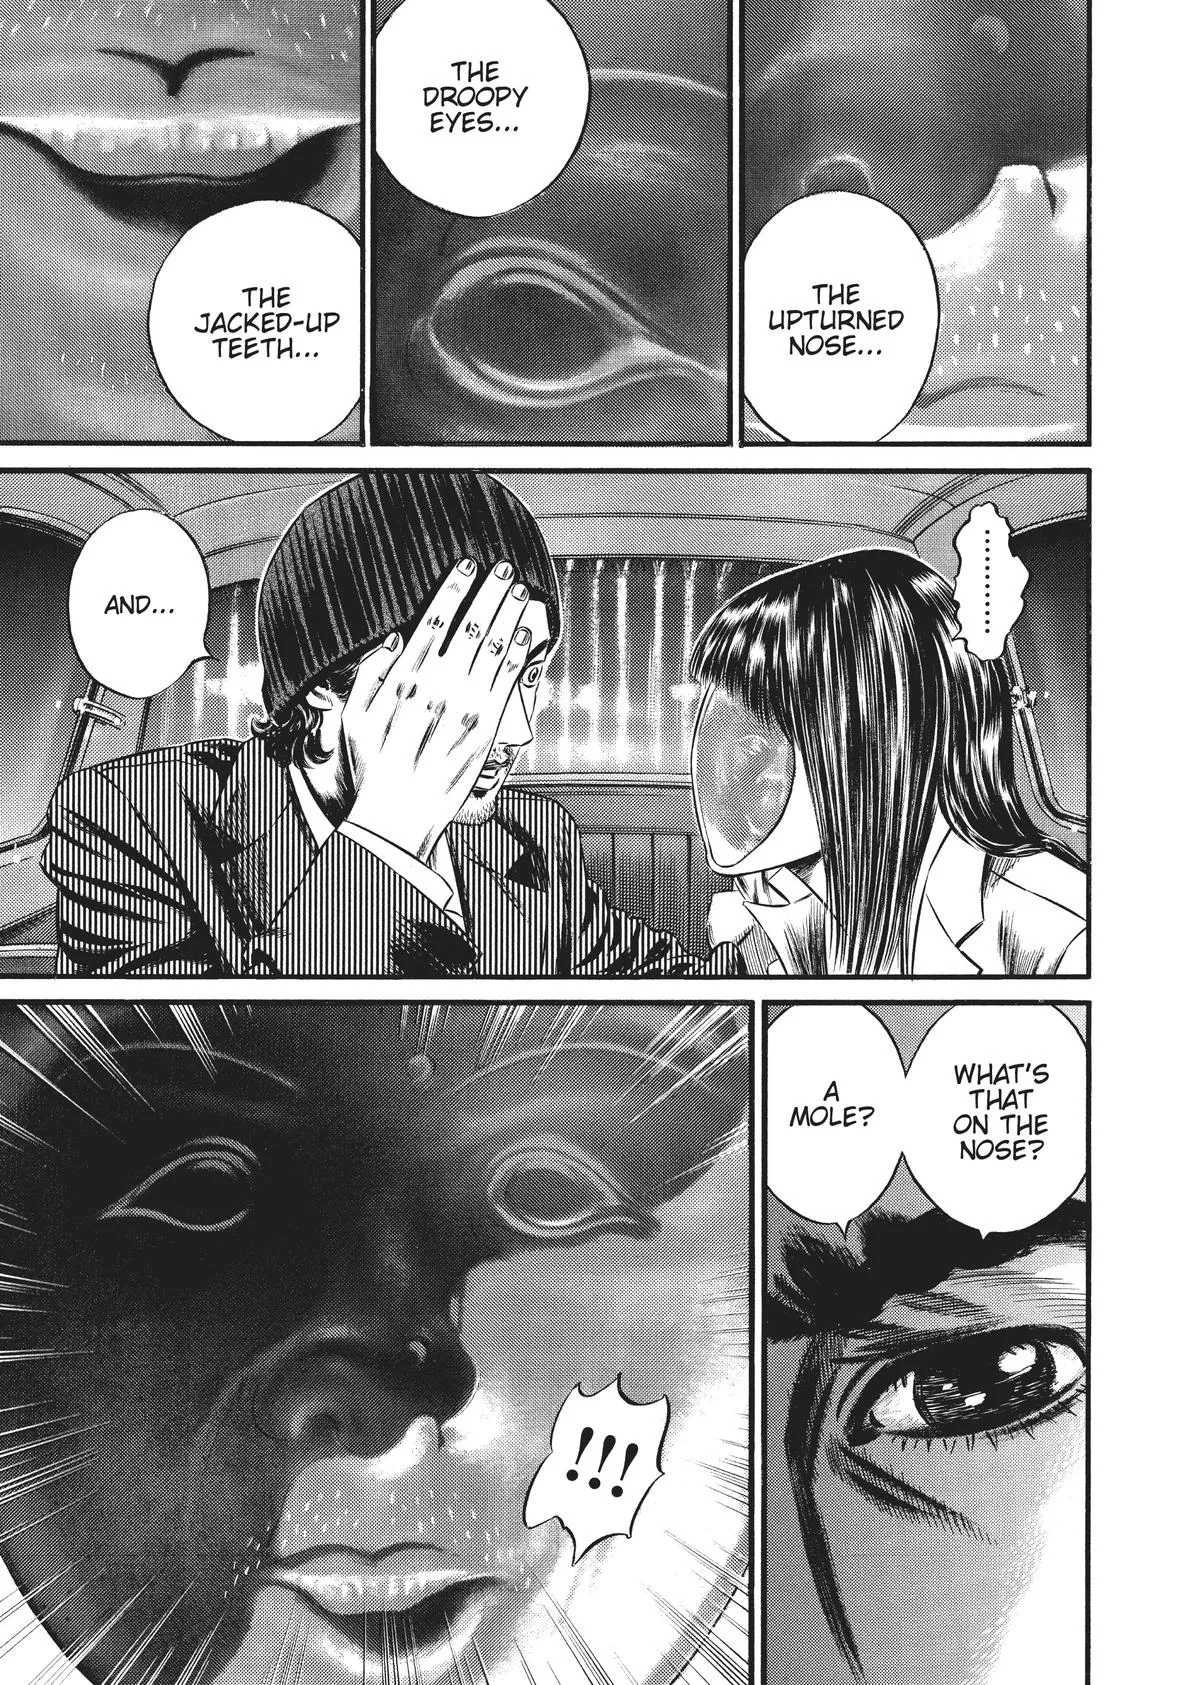 THE
UPTURNED
NOSE...
THE
DROOPY
EYES...
THE
JACKED-UP
TEETH...
.........
AND...
WHAT'S
THAT
ON THE
NOSE?
A
MOLE?
!!!